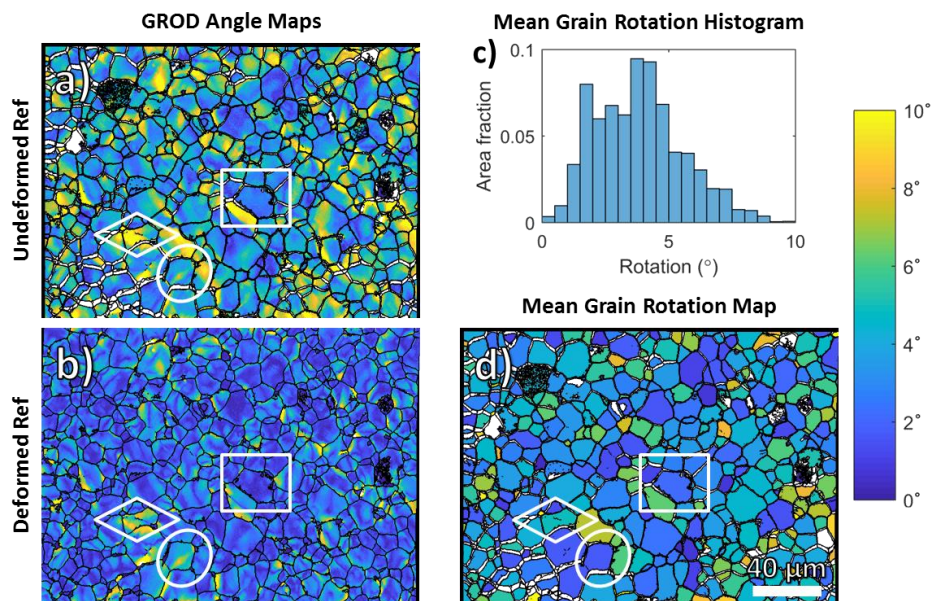 GROD Angle Maps
Mean Grain Rotation Histogram
Undeformed Ref
a)
c)
0.1
0.05
0
Area fraction
0
5
10
Rotation (°)
10°
8°
6°
4°
2°
0°
Mean Grain Rotation Map
Deformed Ref
b)
d)
40 µm